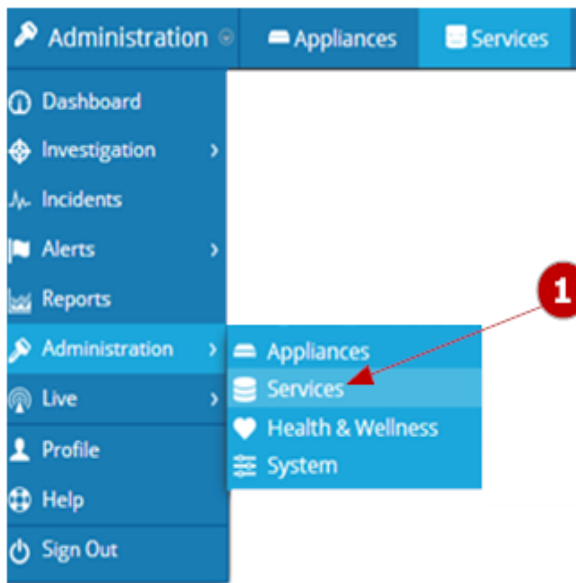 Administration
Appliances
Services
Dashboard
Investigation
Incidents
Alerts
Reports
Administration
Live
Profile
Help
Sign Out
Appliances
Services
Health & Wellness
System
1